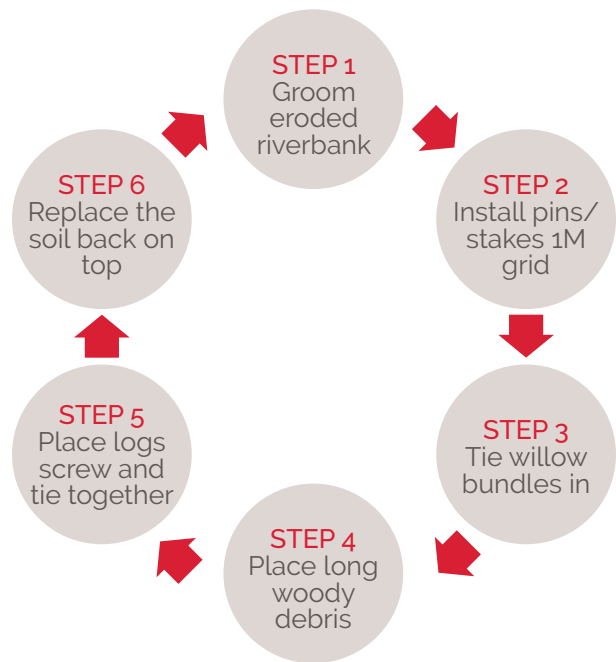 STEP 1
Groom
eroded
riverbank
STEP 2
Install pins/
stakes 1M
grid
STEP 3
Tie willow
bundles in
STEP 4
Place long
woody
debris
STEP 5
Place logs
screw and
tie together
STEP 6
Replace the
soil back on
top